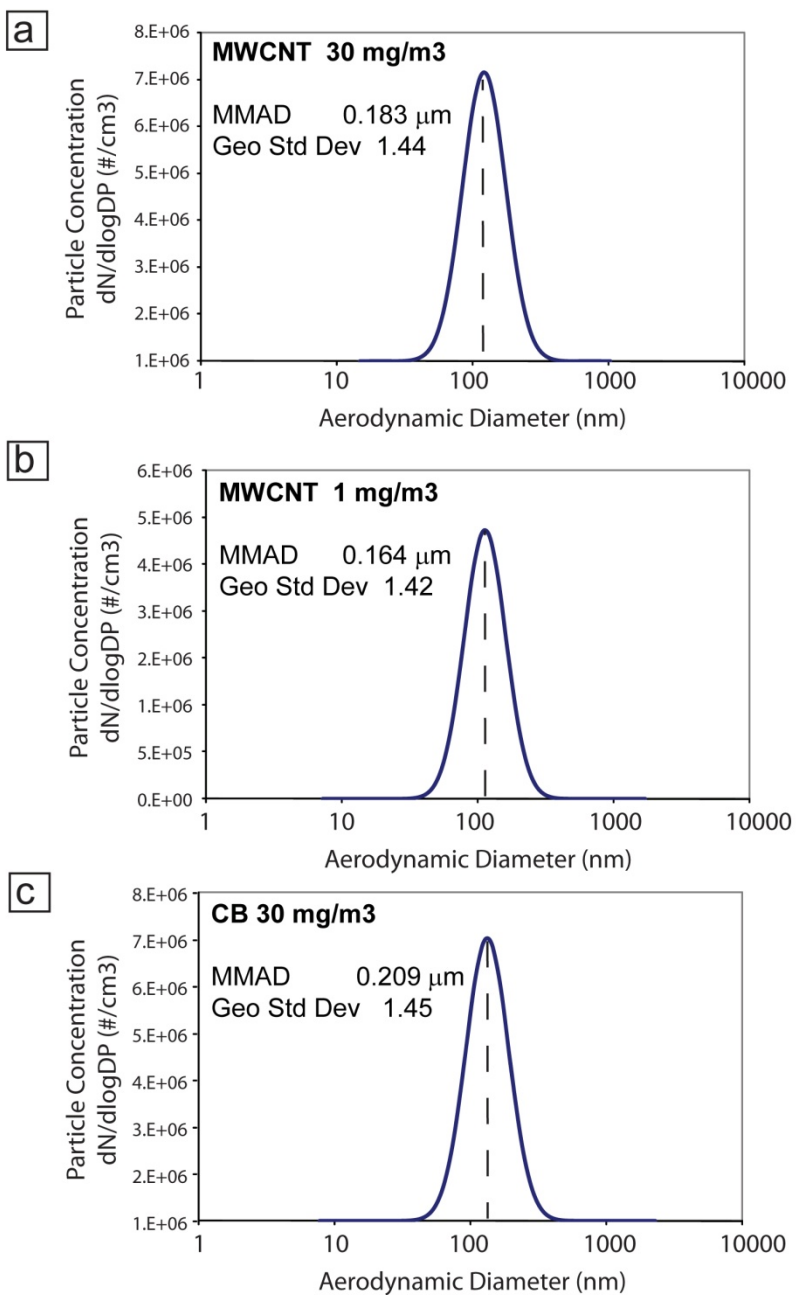 a
8.E+06
7.E+06
6.E+06
5.E+06
4.E+06
3.E+06
2.E+06
1.E+06
Particle Concentration
dN/dlogDP (#/cm3)
MWCNT 30 mg/m3
MMAD 0.183 μm
Geo Std Dev 1.44
1 10 100 1000 10000
Aerodynamic Diameter (nm)
b
6.E+06
5.E+06
4.E+06
3.E+06
2.E+06
1.E+06
5.E+05
0.E+00
Particle Concentration
dN/dlogDP (#/cm3)
MWCNT 1 mg/m3
MMAD 0.164 μm
Geo Std Dev 1.42
1 10 100 1000 10000
Aerodynamic Diameter (nm)
c
8.E+06
7.E+06
6.E+06
5.E+06
4.E+06
3.E+06
2.E+06
1.E+06
Particle Concentration
dN/dlogDP (#/cm3)
CB 30 mg/m3
MMAD 0.209 μm
Geo Std Dev 1.45
1 10 100 1000 10000
Aerodynamic Diameter (nm)